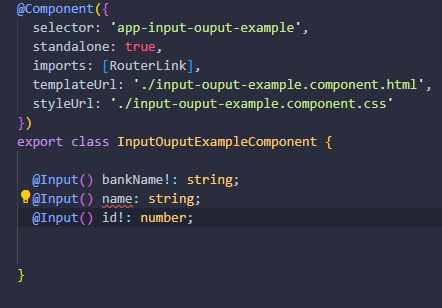 @Component({
selector: 'app-input-ouput-example',
standalone: true,
imports: [RouterLink],
templateUrl: './input-ouput-example.component.html',
styleUrl: './input-ouput-example.component.css'
})
export class InputOuputExampleComponent {
@Input() bankName!: string;
@Input() name: string;
@Input() id!: number;
}